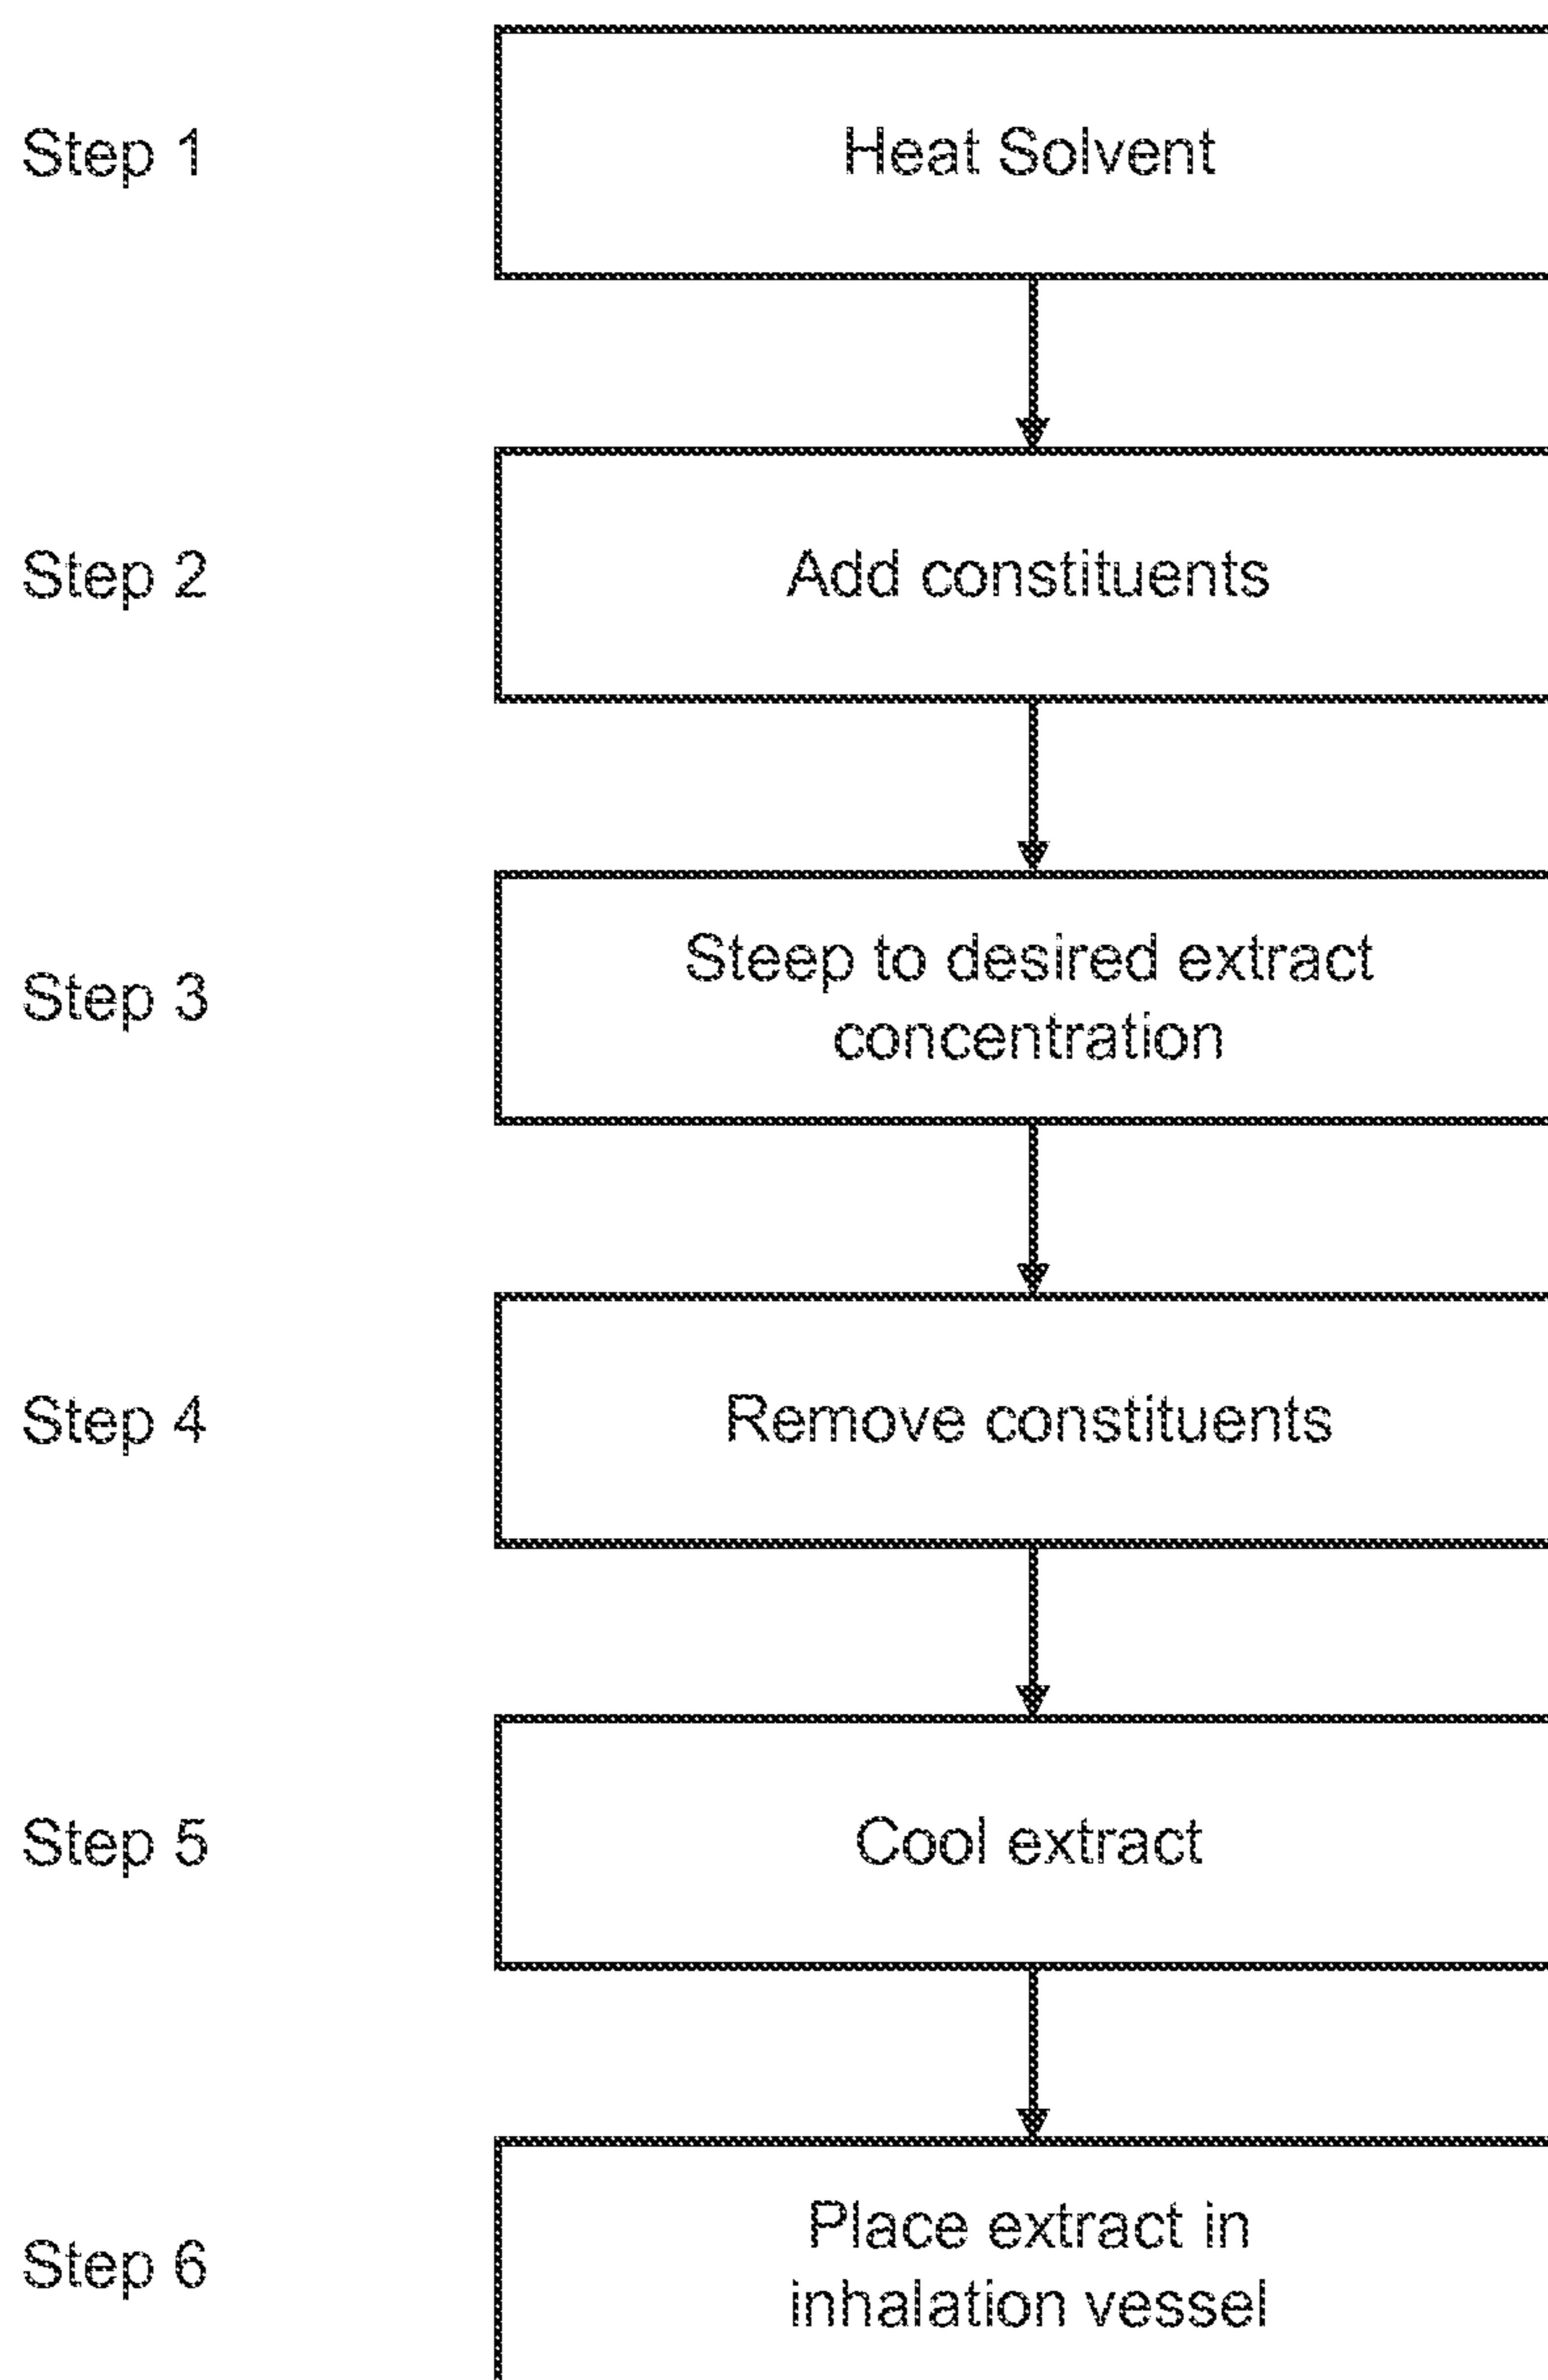 Step 1
Heat Solvent
Step 2
Add constituents
Step 3
Steep to desired extract
concentration
Step 4
Remove constituents
Step 5
Cool extract
Step 6
Place extract in
inhalation vessel